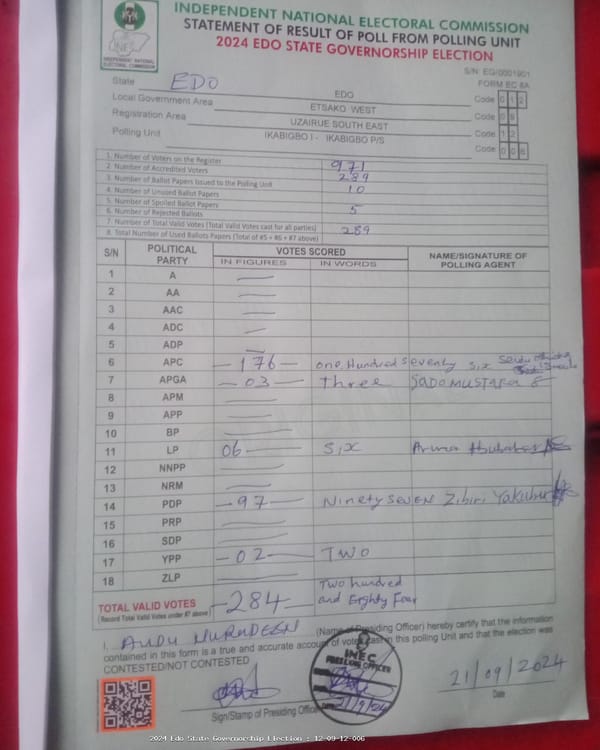 INDEPENDENT NATIONAL ELECTORAL COMMISSION
STATEMENT OF RESULT OF POLL FROM POLLING UNIT
2024 EDO STATE GOVERNORSHIP ELECTION
INEC
INDEPENDENT NATIONAL
ELECTORAL COMMISSION
S/N: EG/0001901
FORM EC 8A
State EDO EDO Code 0 1 2
Local Government Area ETSAKO WEST Code 0 9
Registration Area UZAIRUE SOUTH EAST Code 1 2
Polling Unit IKABIGBO I - IKABIGBO P/S Code 0 0 6
1. Number of Voters on the Register 971
2. Number of Accredited Voters 289
3. Number of Ballot Papers Issued to the Polling Unit
4. Number of Unused Ballot Papers 10
5. Number of Spoiled Ballot Papers
6. Number of Rejected Ballots 5
7. Number of Total Valid Votes (Total Valid Votes cast for all parties)
8. Total Number of Used Ballots Papers (Total of #5 + #6 + #7 above) 289
S/N POLITICAL PARTY VOTES SCORED NAME/SIGNATURE OF POLLING AGENT
IN FIGURES IN WORDS
1 A
2 AA
3 AAC
4 ADC
5 ADP
6 APC 176 one Hundred seventy six
7 APGA 03 Three
8 APM
9 APP
10 BP
11 LP 06 Six
12 NNPP
13 NRM
14 PDP 97 Ninety seven Zibiri Yakubu
15 PRP
16 SDP
17 YPP 02 TWO
18 ZLP
TOTAL VALID VOTES 284 Two hundred and Eighty Four
(Record Total Valid Votes under #7 above)
I, AUDU NURADEEN (Name of Presiding Officer) hereby certify that the information
contained in this form is a true and accurate account of votes cast in this polling Unit and that the election was
CONTESTED/NOT CONTESTED
INEC
PRESIDING OFFICER
21/9/24
Sign/Stamp of Presiding Officer
21/09/2024
Date
2024 Edo State Governorship Election : 12-09-12-006